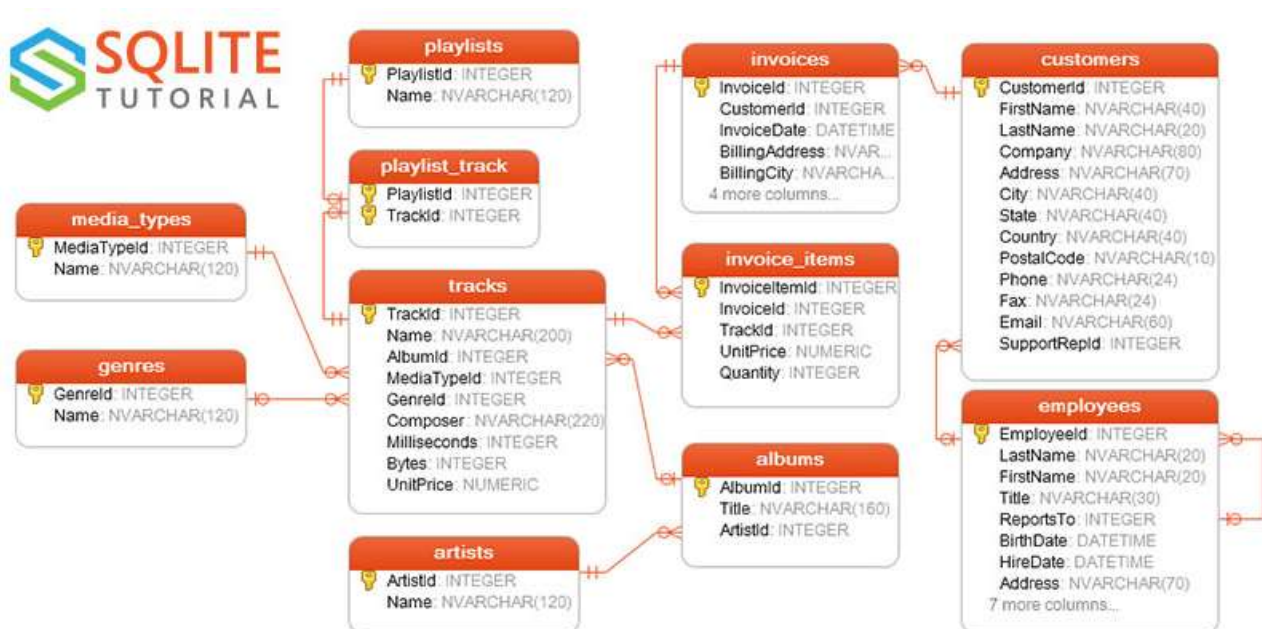 SQLITE
TUTORIAL
playlists
PlaylistId: INTEGER
Name: NVARCHAR(120)
playlist_track
PlaylistId: INTEGER
TrackId: INTEGER
media_types
MediaTypeId: INTEGER
Name: NVARCHAR(120)
genres
GenreId: INTEGER
Name: NVARCHAR(120)
tracks
TrackId: INTEGER
Name: NVARCHAR(200)
AlbumId: INTEGER
MediaTypeId: INTEGER
GenreId: INTEGER
Composer: NVARCHAR(220)
Milliseconds: INTEGER
Bytes: INTEGER
UnitPrice: NUMERIC
artists
ArtistId: INTEGER
Name: NVARCHAR(120)
invoices
InvoiceId: INTEGER
CustomerId: INTEGER
InvoiceDate: DATETIME
BillingAddress: NVAR...
BillingCity: NVARCHA...
4 more columns...
invoice_items
InvoiceItemId: INTEGER
InvoiceId: INTEGER
TrackId: INTEGER
UnitPrice: NUMERIC
Quantity: INTEGER
albums
AlbumId: INTEGER
Title: NVARCHAR(160)
ArtistId: INTEGER
customers
CustomerId: INTEGER
FirstName: NVARCHAR(40)
LastName: NVARCHAR(20)
Company: NVARCHAR(80)
Address: NVARCHAR(70)
City: NVARCHAR(40)
State: NVARCHAR(40)
Country: NVARCHAR(40)
PostalCode: NVARCHAR(10)
Phone: NVARCHAR(24)
Fax: NVARCHAR(24)
Email: NVARCHAR(60)
SupportRepId: INTEGER
employees
EmployeeId: INTEGER
LastName: NVARCHAR(20)
FirstName: NVARCHAR(20)
Title: NVARCHAR(30)
ReportsTo: INTEGER
BirthDate: DATETIME
HireDate: DATETIME
Address: NVARCHAR(70)
7 more columns...